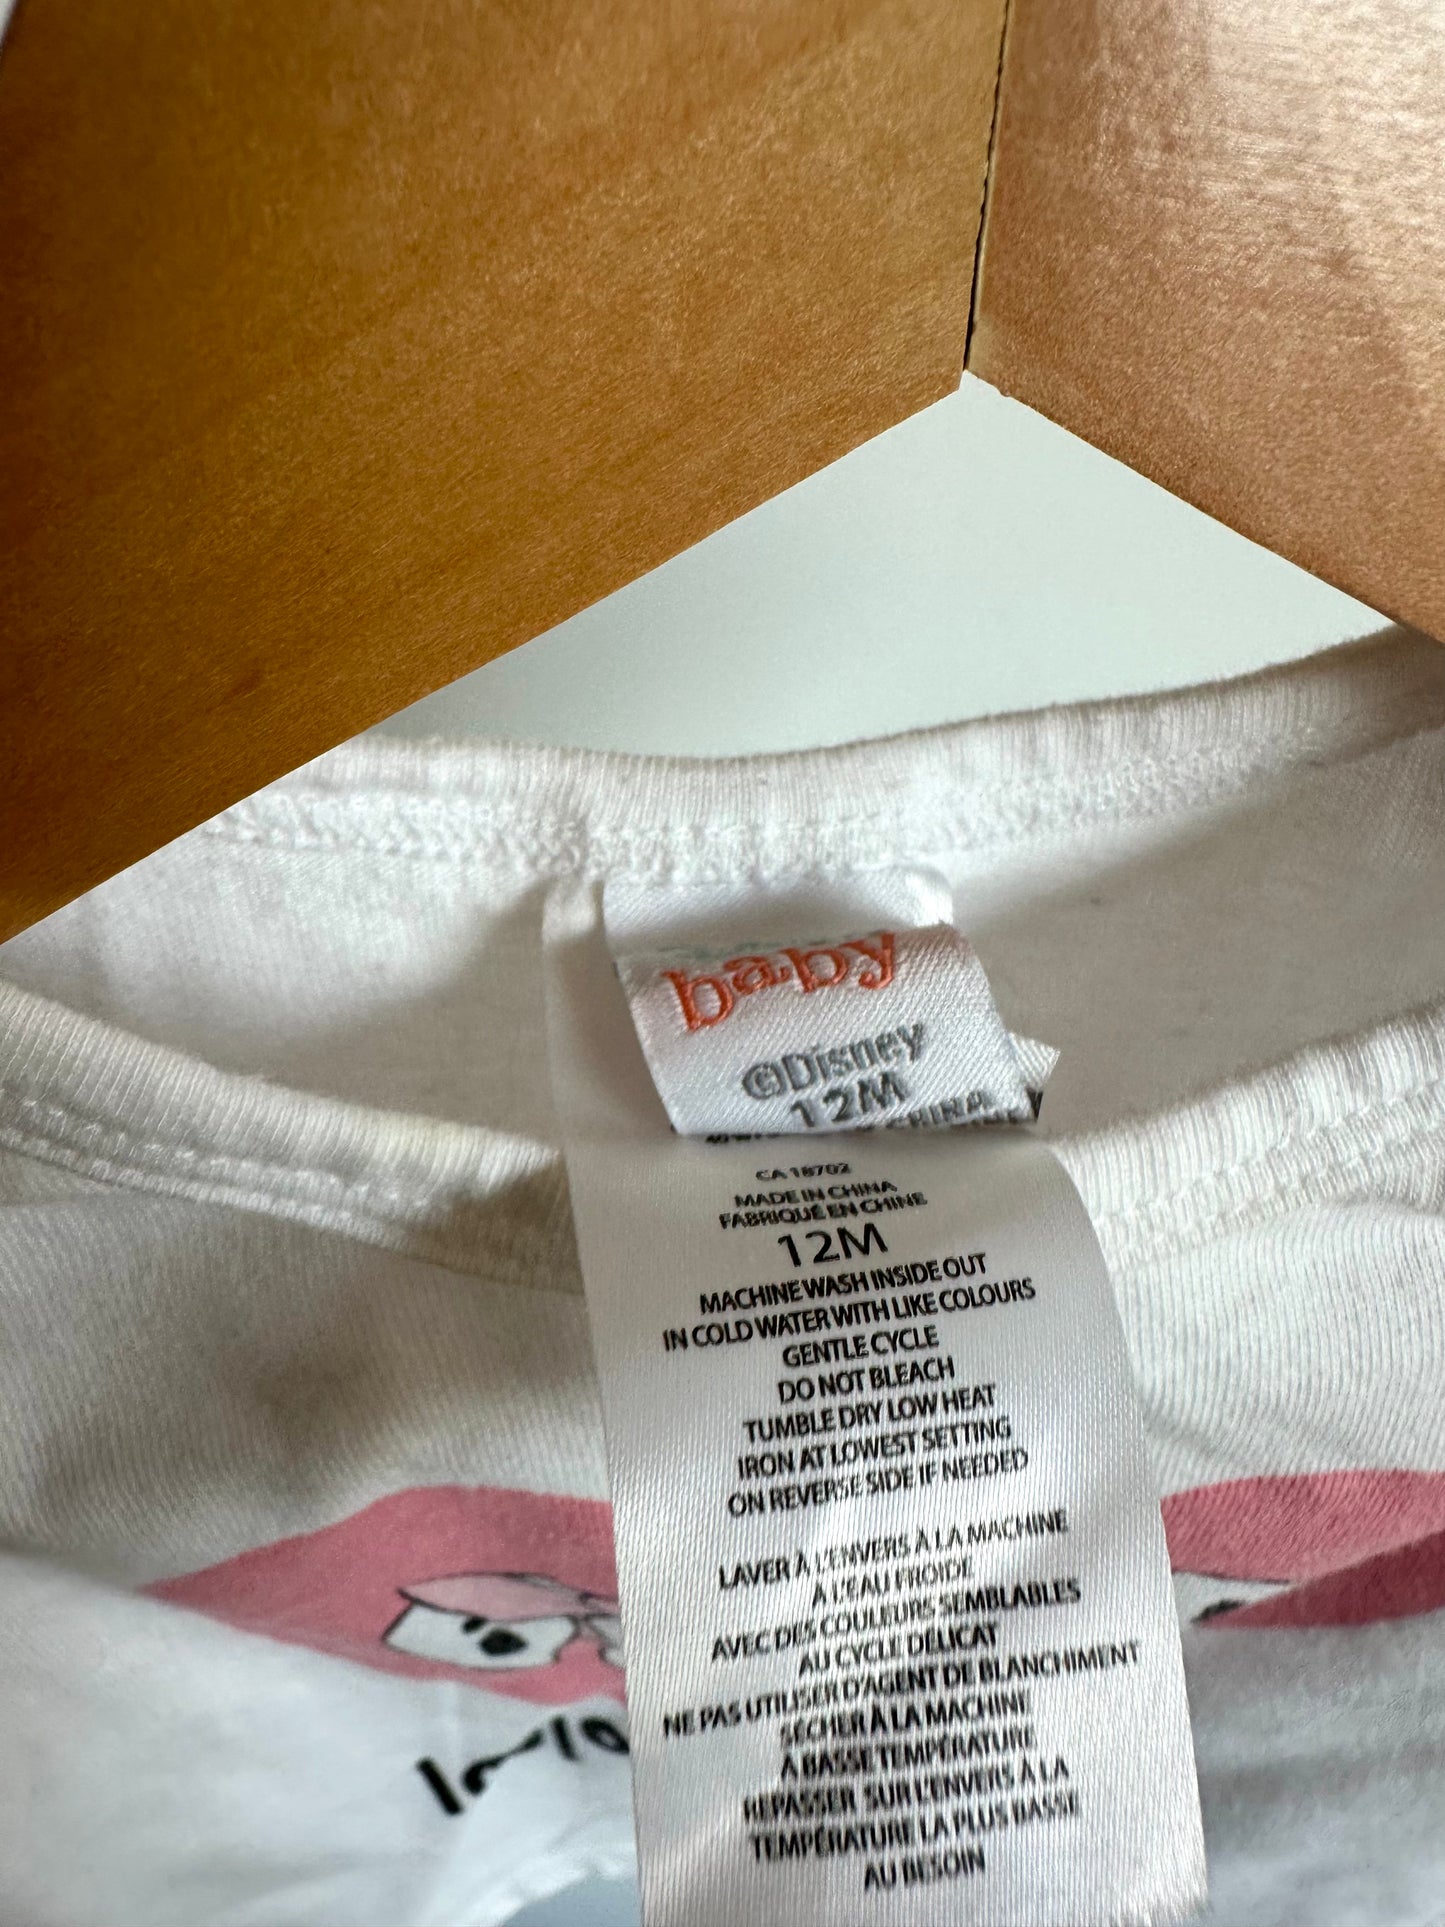 baby
©Disney
12M
CHINA
CA 18702
MADE IN CHINA
FABRIQUÉ EN CHINE
12M
MACHINE WASH INSIDE OUT
IN COLD WATER WITH LIKE COLOURS
GENTLE CYCLE
DO NOT BLEACH
TUMBLE DRY LOW HEAT
IRON AT LOWEST SETTING
ON REVERSE SIDE IF NEEDED
LAVER À L'ENVERS À LA MACHINE
À L'EAU FROIDE
AVEC DES COULEURS SEMBLABLES
AU CYCLE DÉLICAT
NE PAS UTILISER D'AGENT DE BLANCHIMENT
SÉCHER À LA MACHINE
À BASSE TEMPÉRATURE
REPASSER SUR L'ENVERS À LA
TEMPÉRATURE LA PLUS BASSE
AU BESOIN